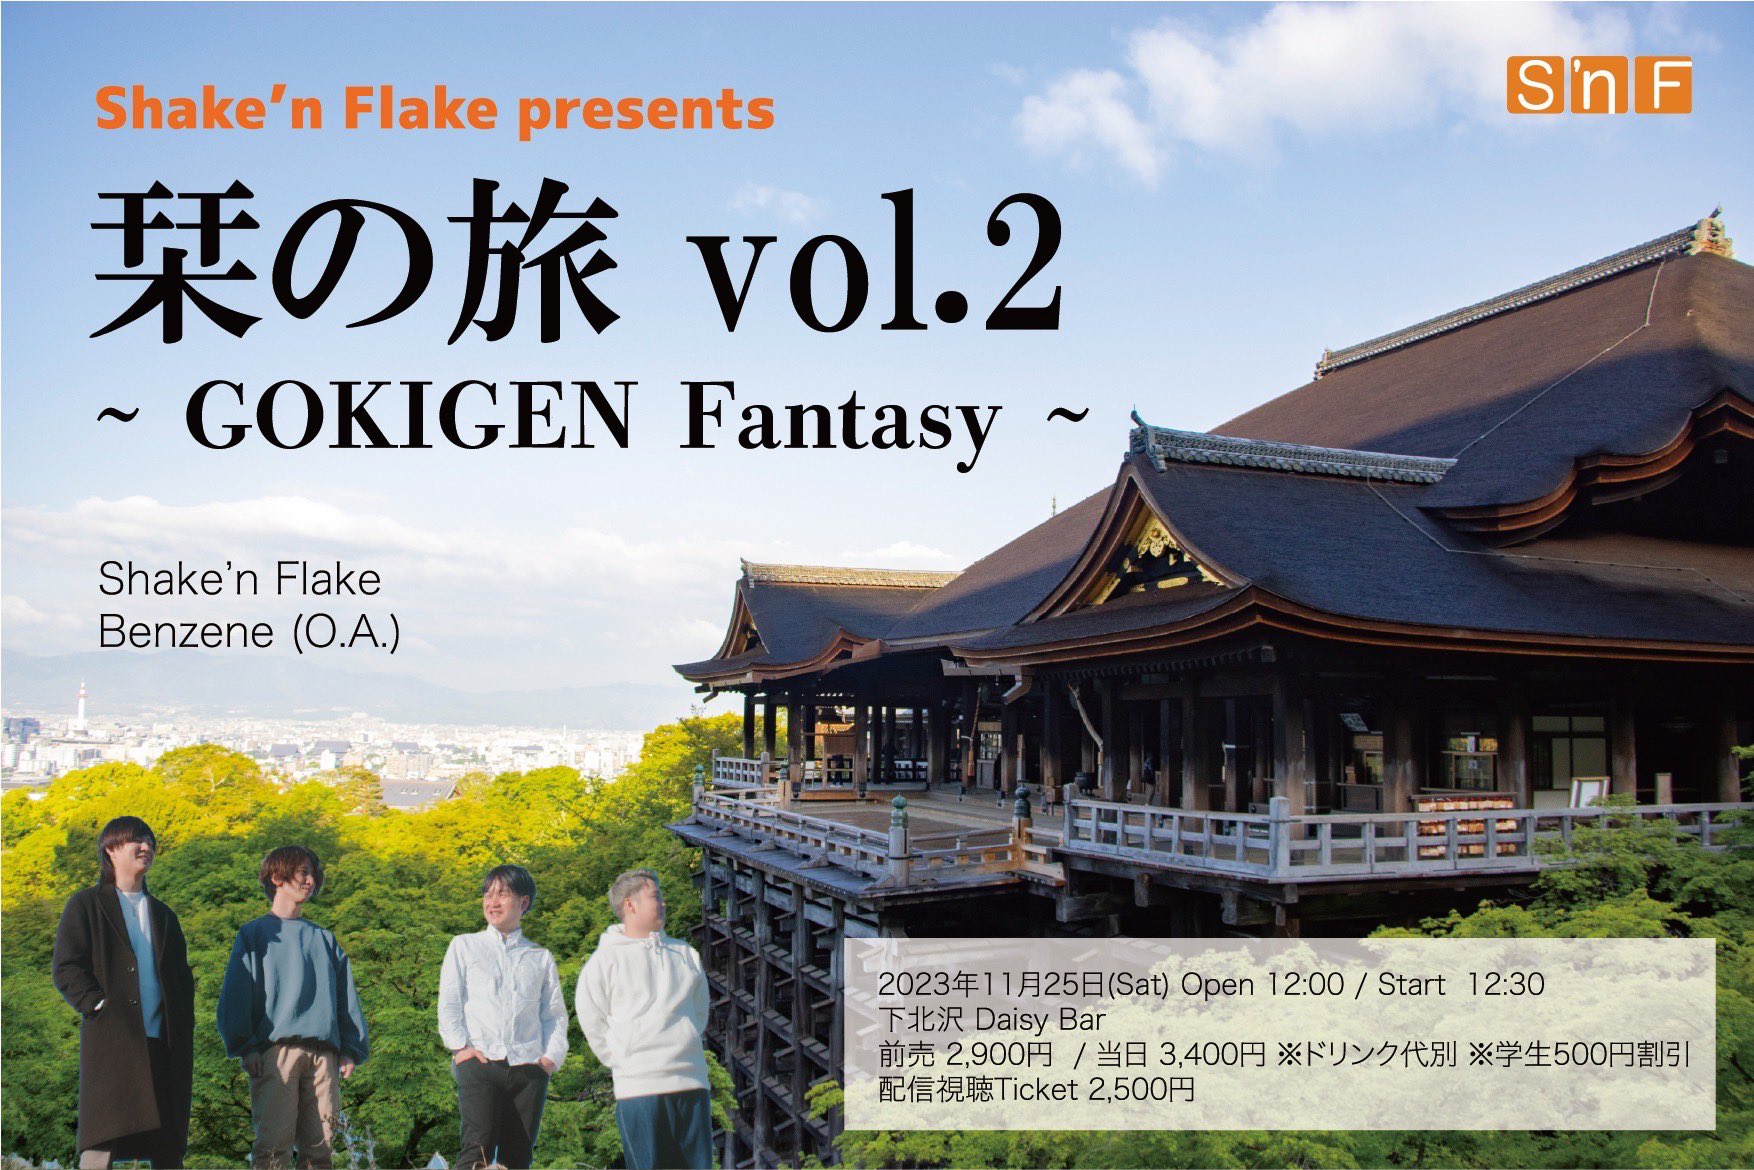 Shake'n Flake presents
S'n F
栞の旅 vol.2
~ GOKIGEN Fantasy ~
Shake'n Flake
Benzene (O.A.)
2023年11月25日(Sat) Open 12:00 / Start 12:30
下北沢 Daisy Bar
前売 2,900円 / 当日 3,400円 ※ドリンク代別 ※学生500円割引
配信視聴Ticket 2,500円